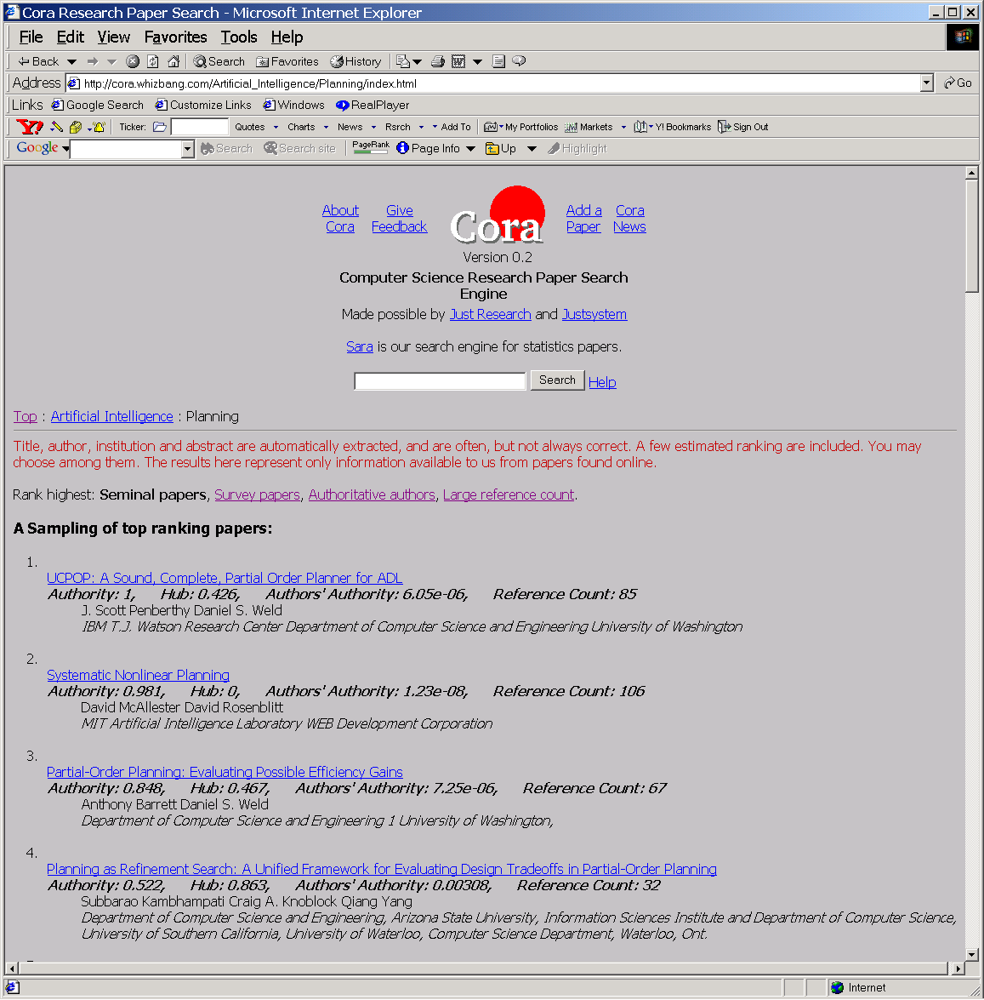 Cora Research Paper Search - Microsoft Internet Explorer
File Edit View Favorites Tools Help
Back Search Favorites History
Address http://cora.whizbang.com/Artificial_Intelligence/Planning/index.html Go
Links Google Search Customize Links Windows RealPlayer
Y! Ticker: Quotes Charts News Rsrch Add To My Portfolios Markets Y! Bookmarks Sign Out
Google Search Search site PageRank Page Info Up Highlight
About Cora Give Feedback Cora Add a Paper Cora News
Version 0.2
Computer Science Research Paper Search
Engine
Made possible by Just Research and Justsystem
Sara is our search engine for statistics papers.
Search Help
Top : Artificial Intelligence : Planning
Title, author, institution and abstract are automatically extracted, and are often, but not always correct. A few estimated ranking are included. You may
choose among them. The results here represent only information available to us from papers found online.
Rank highest: Seminal papers, Survey papers, Authoritative authors, Large reference count.
A Sampling of top ranking papers:
1.
UCPOP: A Sound, Complete, Partial Order Planner for ADL
Authority: 1, Hub: 0.426, Authors' Authority: 6.05e-06, Reference Count: 85
J. Scott Penberthy Daniel S. Weld
IBM T.J. Watson Research Center Department of Computer Science and Engineering University of Washington
2.
Systematic Nonlinear Planning
Authority: 0.981, Hub: 0, Authors' Authority: 1.23e-08, Reference Count: 106
David McAllester David Rosenblitt
MIT Artificial Intelligence Laboratory WEB Development Corporation
3.
Partial-Order Planning: Evaluating Possible Efficiency Gains
Authority: 0.848, Hub: 0.467, Authors' Authority: 7.25e-06, Reference Count: 67
Anthony Barrett Daniel S. Weld
Department of Computer Science and Engineering 1 University of Washington,
4.
Planning as Refinement Search: A Unified Framework for Evaluating Design Tradeoffs in Partial-Order Planning
Authority: 0.522, Hub: 0.863, Authors' Authority: 0.00308, Reference Count: 32
Subbarao Kambhampati Craig A. Knoblock Qiang Yang
Department of Computer Science and Engineering, Arizona State University, Information Sciences Institute and Department of Computer Science,
University of Southern California, University of Waterloo, Computer Science Department, Waterloo, Ont.
Internet